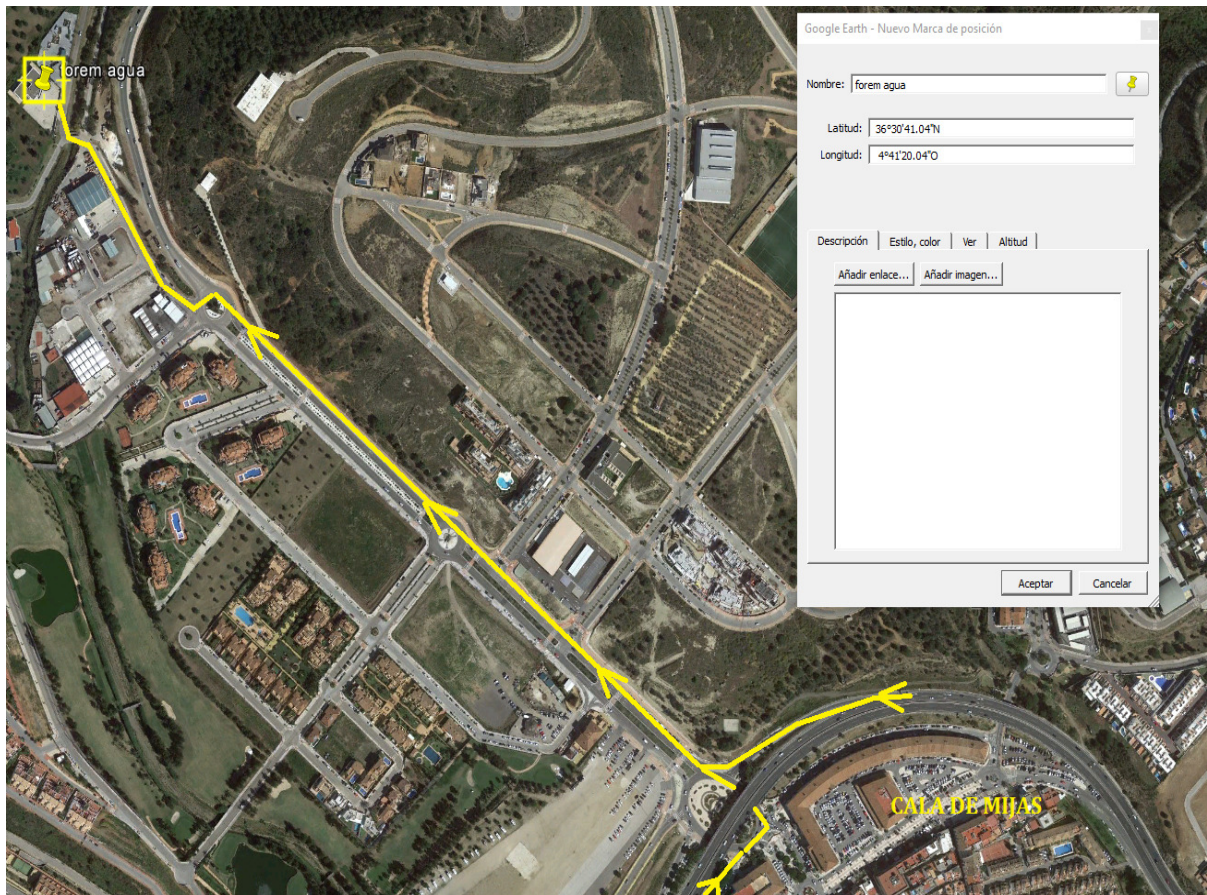 forem agua
Google Earth - Nuevo Marca de posición
Nombre: forem agua
Latitud: 36°30'41.04"N
Longitud: 4°41'20.04"O
Descripción Estilo, color Ver Altitud
Añadir enlace... Añadir imagen...
Aceptar Cancelar
CALA DE MIJAS